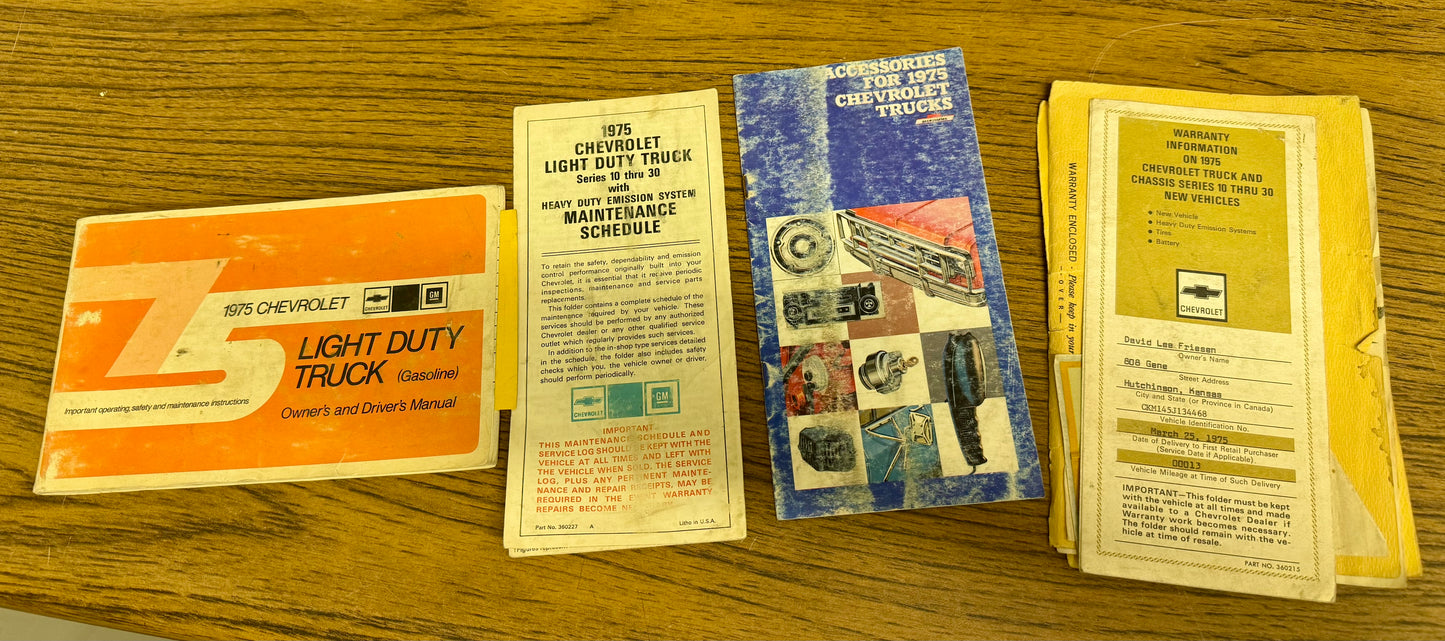 75
1975 CHEVROLET
CHEVROLET
GM
LIGHT DUTY
TRUCK (Gasoline)
Important operating, safety and maintenance instructions
Owner's and Driver's Manual
1975
CHEVROLET
LIGHT DUTY TRUCK
Series 10 thru 30
with
HEAVY DUTY EMISSION SYSTEM
MAINTENANCE
SCHEDULE
To retain the safety, dependability and emission
control performance originally built into your
Chevrolet, it is essential that it receive periodic
inspections, maintenance and service parts
replacements.
This folder contains a complete schedule of the
maintenance required by your vehicle. These
services should be performed by any authorized
Chevrolet dealer or any other qualified service
outlet which regularly provides such services.
In addition to the in-shop type services detailed
in the schedule, the folder also includes safety
checks which you, the vehicle owner or driver,
should perform periodically.
CHEVROLET
GM
IMPORTANT
THIS MAINTENANCE SCHEDULE AND
SERVICE LOG SHOULD BE KEPT WITH THE
VEHICLE AT ALL TIMES AND LEFT WITH
THE VEHICLE WHEN SOLD. THE SERVICE
LOG, PLUS ANY PERTINENT MAINTE-
NANCE AND REPAIR RECEIPTS, MAY BE
REQUIRED IN THE EVENT WARRANTY
REPAIRS BECOME
Part No. 360227 A
Litho in U.S.A.
ACCESSORIES
FOR 1975
CHEVROLET
TRUCKS
WARRANTY ENCLOSED - Please keep in your
-OVER-
WARRANTY
INFORMATION
ON 1975
CHEVROLET TRUCK AND
CHASSIS SERIES 10 THRU 30
NEW VEHICLES
• New Vehicle
• Heavy Duty Emission Systems
• Tires
• Battery
CHEVROLET
David Lee Friesen
Owner's Name
808 Gene
Street Address
Hutchinson, Kansas
City and State (or Province in Canada)
CKM145J134468
Vehicle Identification No.
March 25, 1975
Date of Delivery to First Retail Purchaser
(Service Date if Applicable)
00013
Vehicle Mileage at Time of Such Delivery
IMPORTANT—This folder must be kept
with the vehicle at all times and made
available to a Chevrolet Dealer if
Warranty work becomes necessary.
The folder should remain with the ve-
hicle at time of resale.
PART NO. 360215